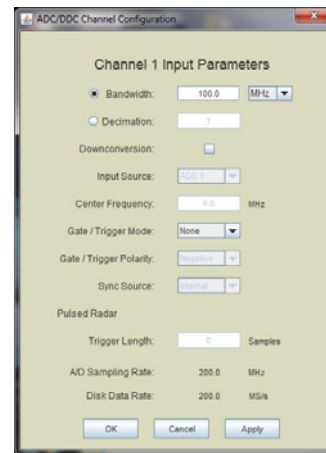 ADC/DDC Channel Configuration
Channel 1 Input Parameters
Bandwidth: 100.0 MHz
Decimation: 1
Downconversion:
Input Source: ADC 1
Center Frequency: 0.0 MHz
Gate / Trigger Mode: None
Gate / Trigger Polarity: Negative
Sync Source: Internal
Pulsed Radar
Trigger Length: 0 Samples
A/D Sampling Rate: 200.0 MHz
Disk Data Rate: 200.0 MS/s
OK Cancel Apply